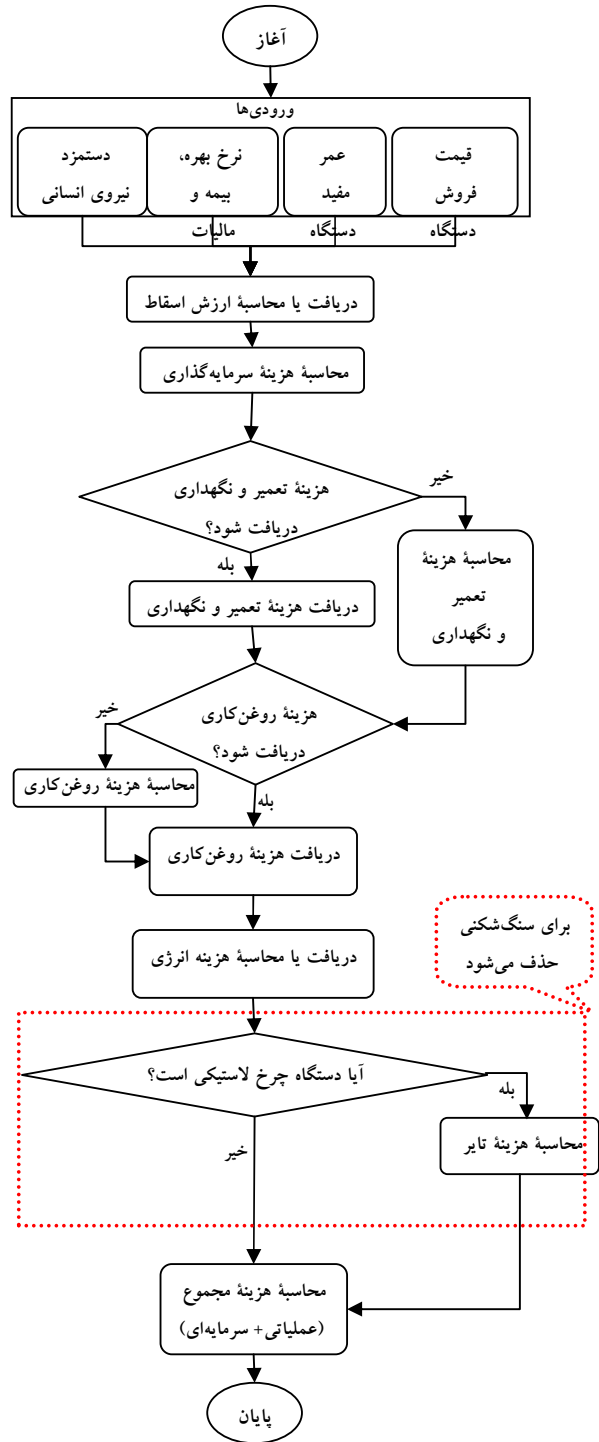 آغاز
ورودی‌ها
قیمت
فروش
دستگاه
عمر
مفید
دستگاه
نرخ بهره،
بیمه و
مالیات
دستمزد
نیروی انسانی
دریافت یا محاسبهٔ ارزش اسقاط
محاسبهٔ هزینهٔ سرمایه‌گذاری
هزینهٔ تعمیر و نگهداری
دریافت شود؟
خیر
محاسبهٔ هزینهٔ
تعمیر
و نگهداری
بله
دریافت هزینهٔ تعمیر و نگهداری
هزینهٔ روغن‌کاری
دریافت شود؟
خیر
محاسبهٔ هزینهٔ روغن‌کاری
بله
دریافت هزینهٔ روغن‌کاری
دریافت یا محاسبهٔ هزینه انرژی
برای سنگ‌شکنی
حذف می‌شود
آیا دستگاه چرخ لاستیکی است؟
بله
محاسبهٔ هزینهٔ تایر
خیر
محاسبهٔ هزینهٔ مجموع
(عملیاتی+ سرمایه‌ای)
پایان